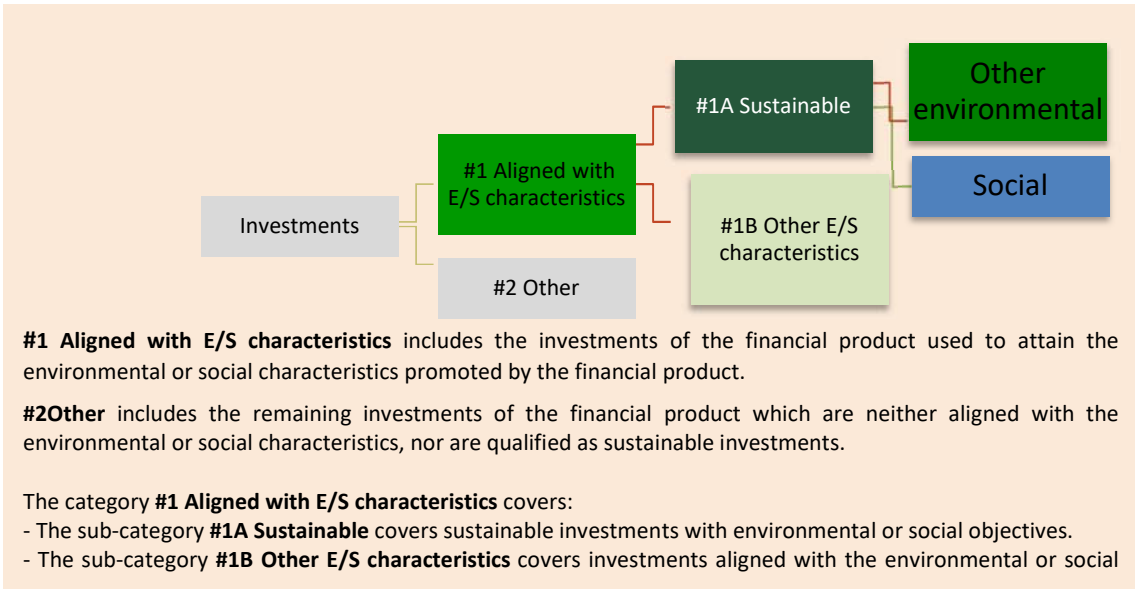 Other
environmental
#1A Sustainable
#1 Aligned with
E/S characteristics
Social
Investments
#1B Other E/S
characteristics
#2 Other
#1 Aligned with E/S characteristics includes the investments of the financial product used to attain the
environmental or social characteristics promoted by the financial product.
#2Other includes the remaining investments of the financial product which are neither aligned with the
environmental or social characteristics, nor are qualified as sustainable investments.
The category #1 Aligned with E/S characteristics covers:
- The sub-category #1A Sustainable covers sustainable investments with environmental or social objectives.
- The sub-category #1B Other E/S characteristics covers investments aligned with the environmental or social